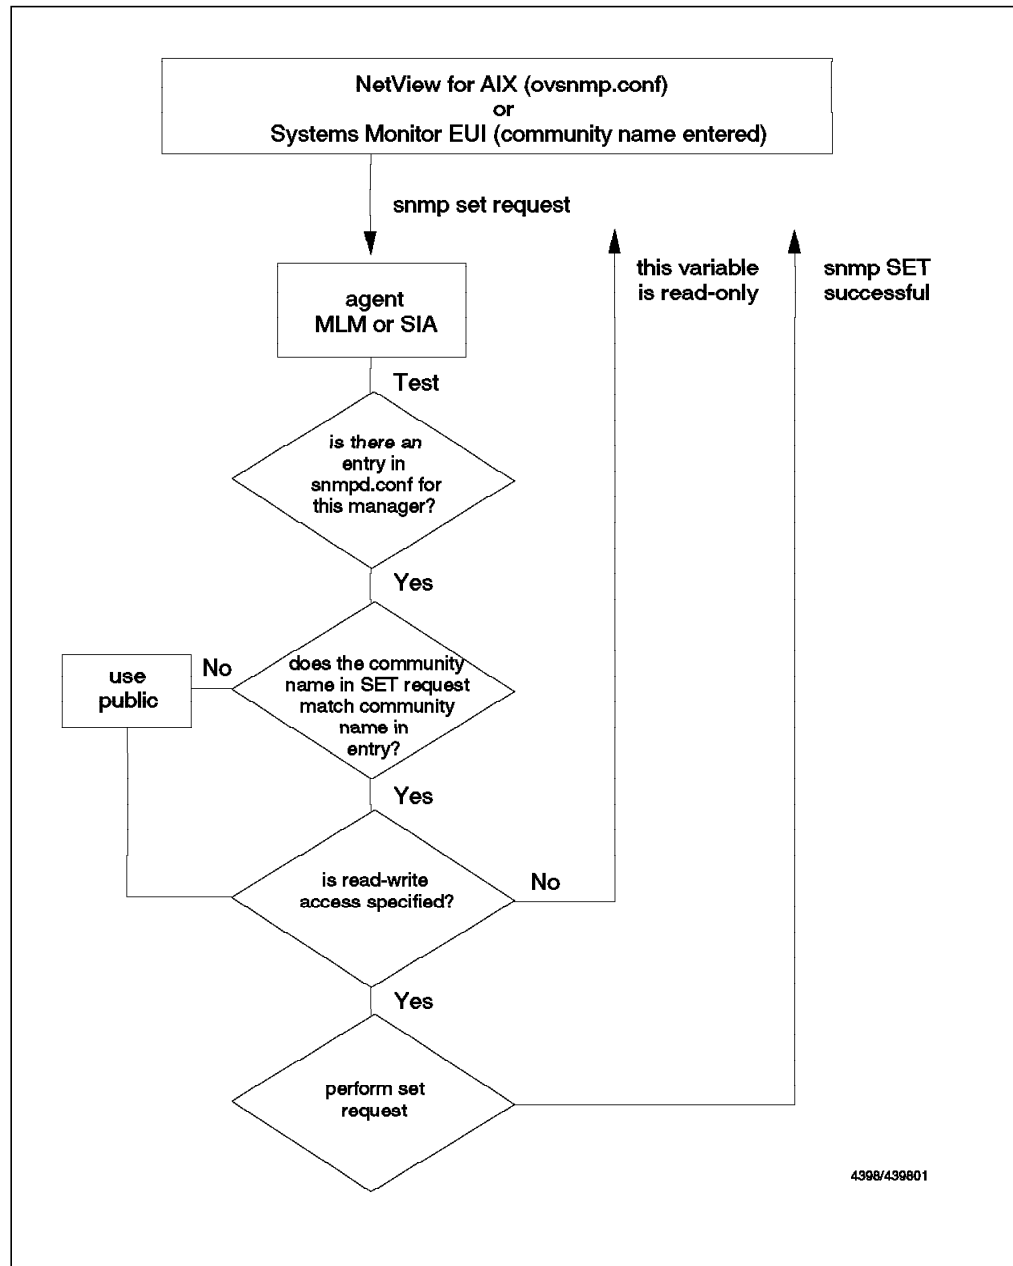 NetView for AIX (ovsnmp.conf)
or
Systems Monitor EUI (community name entered)
snmp set request
this variable
is read-only
snmp SET
successful
agent
MLM or SIA
Test
is there an
entry in
snmpd.conf for
this manager?
Yes
use
public
No
does the community
name in SET request
match community
name in
entry?
Yes
is read-write
access specified?
No
Yes
perform set
request
4398/439801